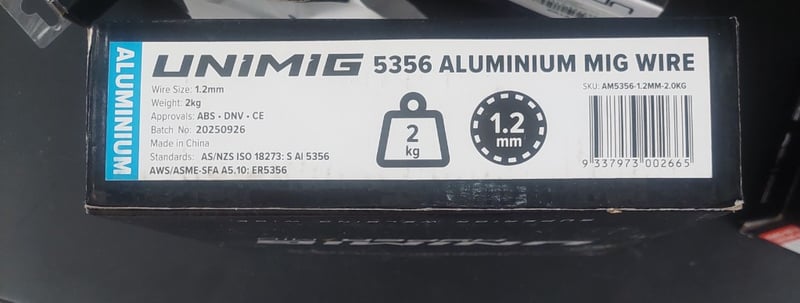 ALUMINIUM
UNIMIG 5356 ALUMINIUM MIG WIRE
Wire Size: 1.2mm
Weight: 2kg
Approvals: ABS • DNV • CE
Batch No: 20250926
Made in China
Standards: AS/NZS ISO 18273: S Al 5356
AWS/ASME-SFA A5.10: ER5356
2
kg
1.2
mm
SKU: AM5356-1.2MM-2.0KG
9 337973 002665